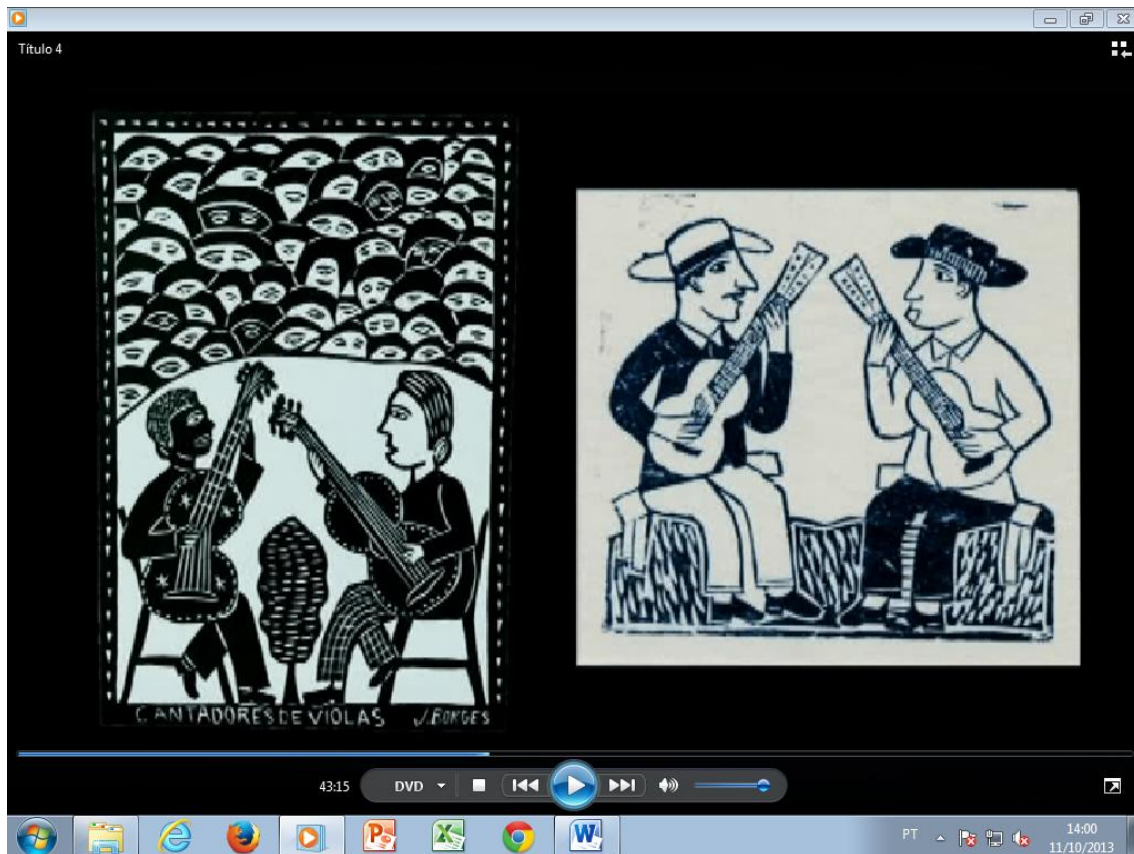 Título 4
CANTADORES DE VIOLAS J. BORGES
43:15
DVD
PT
14:00
11/10/2013